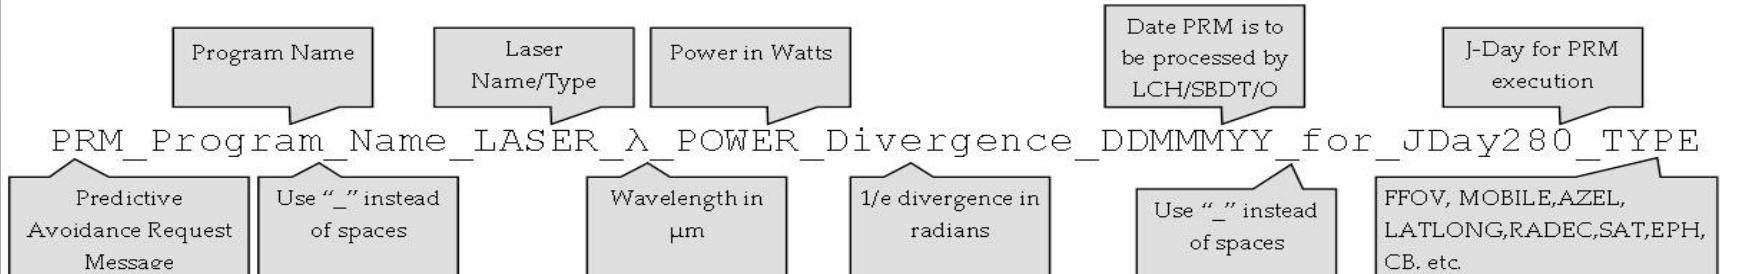 Program Name
Laser
Name/Type
Power in Watts
Date PRM is to
be processed by
LCH/SBDT/O
J-Day for PRM
execution
PRM_Program_Name_LASER_λ_POWER_Divergence_DDMMMYY_for_JDay280_TYPE
Predictive
Avoidance Request
Message
Use “_” instead
of spaces
Wavelength in
μm
1/e divergence in
radians
Use “_” instead
of spaces
FFOV, MOBILE,AZEL,
LATLONG,RADEC,SAT,EPH,
CB. etc.